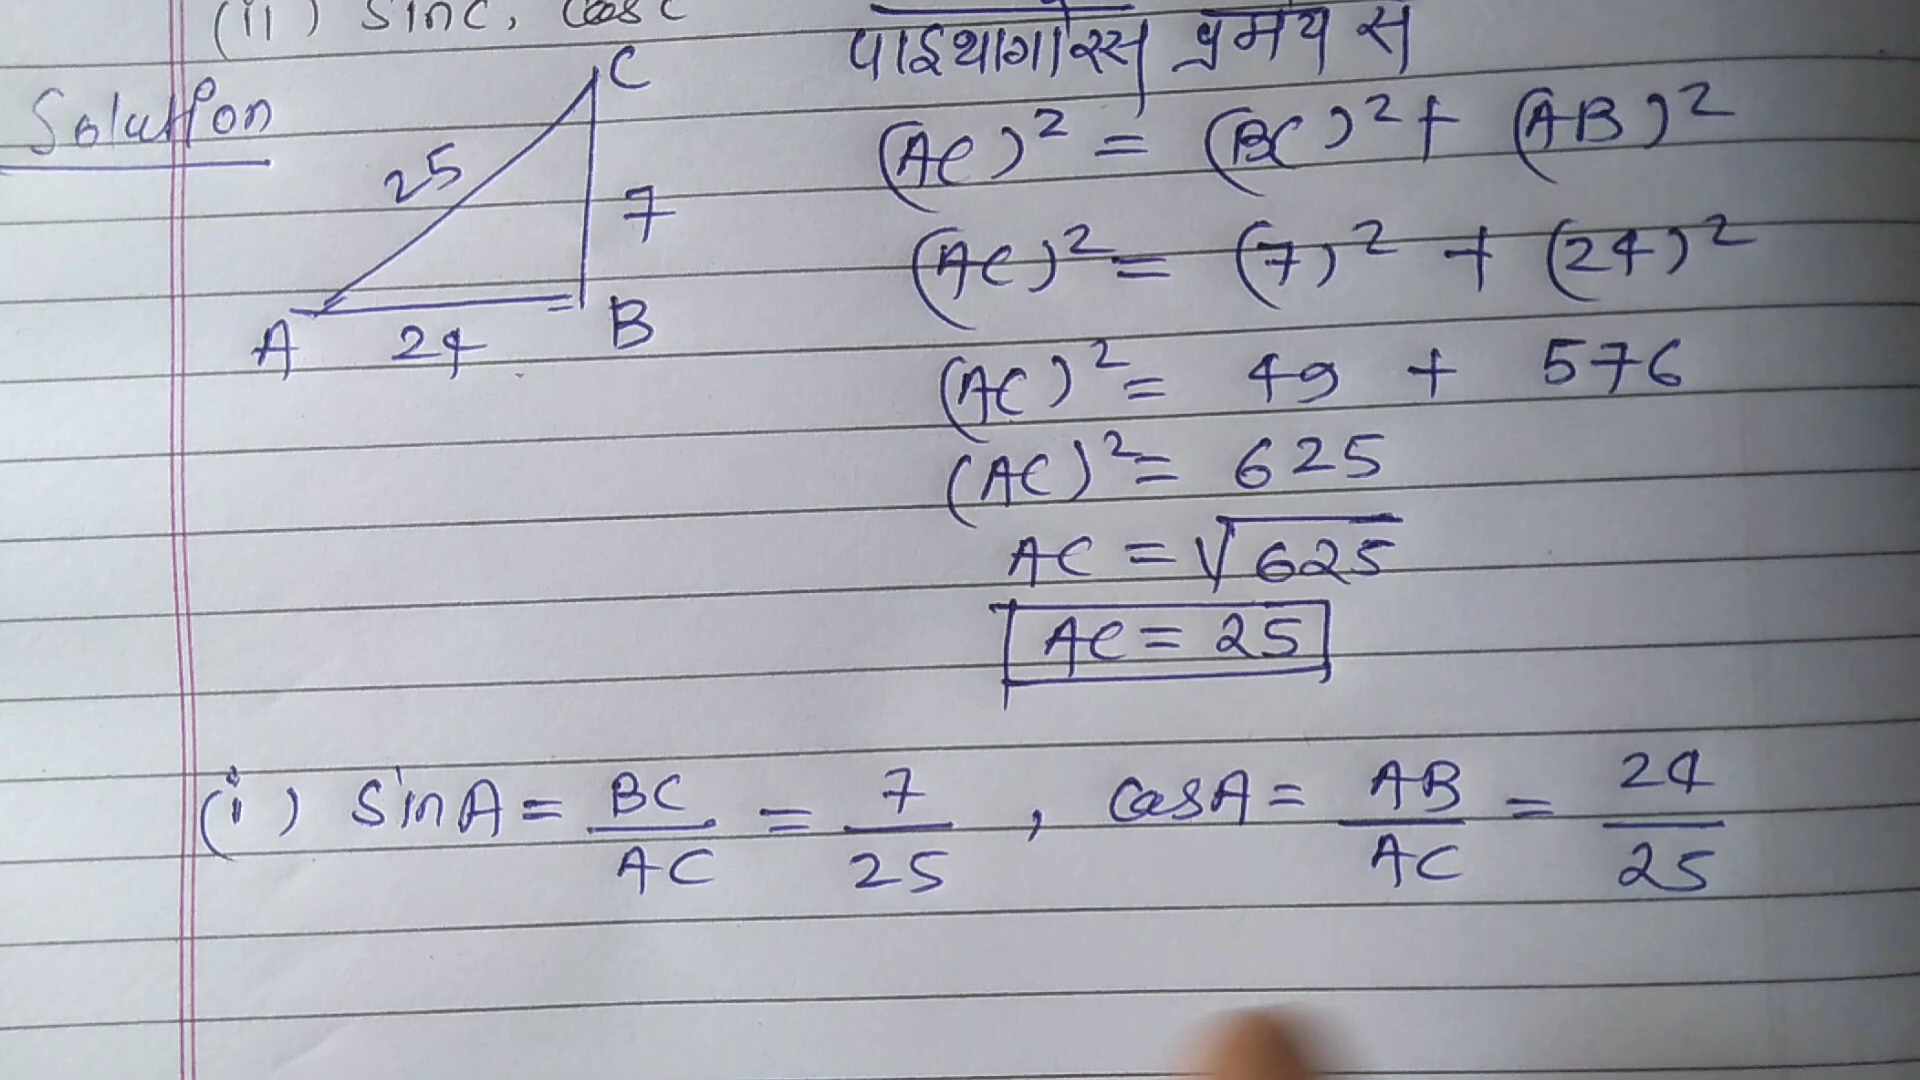 (ii) sinC, cosC
Solution
C
25
7
A
24
B
पाइथागोरस प्रमेय से
(AC)² = (BC)² + (AB)²
(AC)² = (7)² + (24)²
(AC)² = 49 + 576
(AC)² = 625
AC = √625
AC = 25
(i) SinA = BC/AC = 7/25 , CosA = AB/AC = 24/25